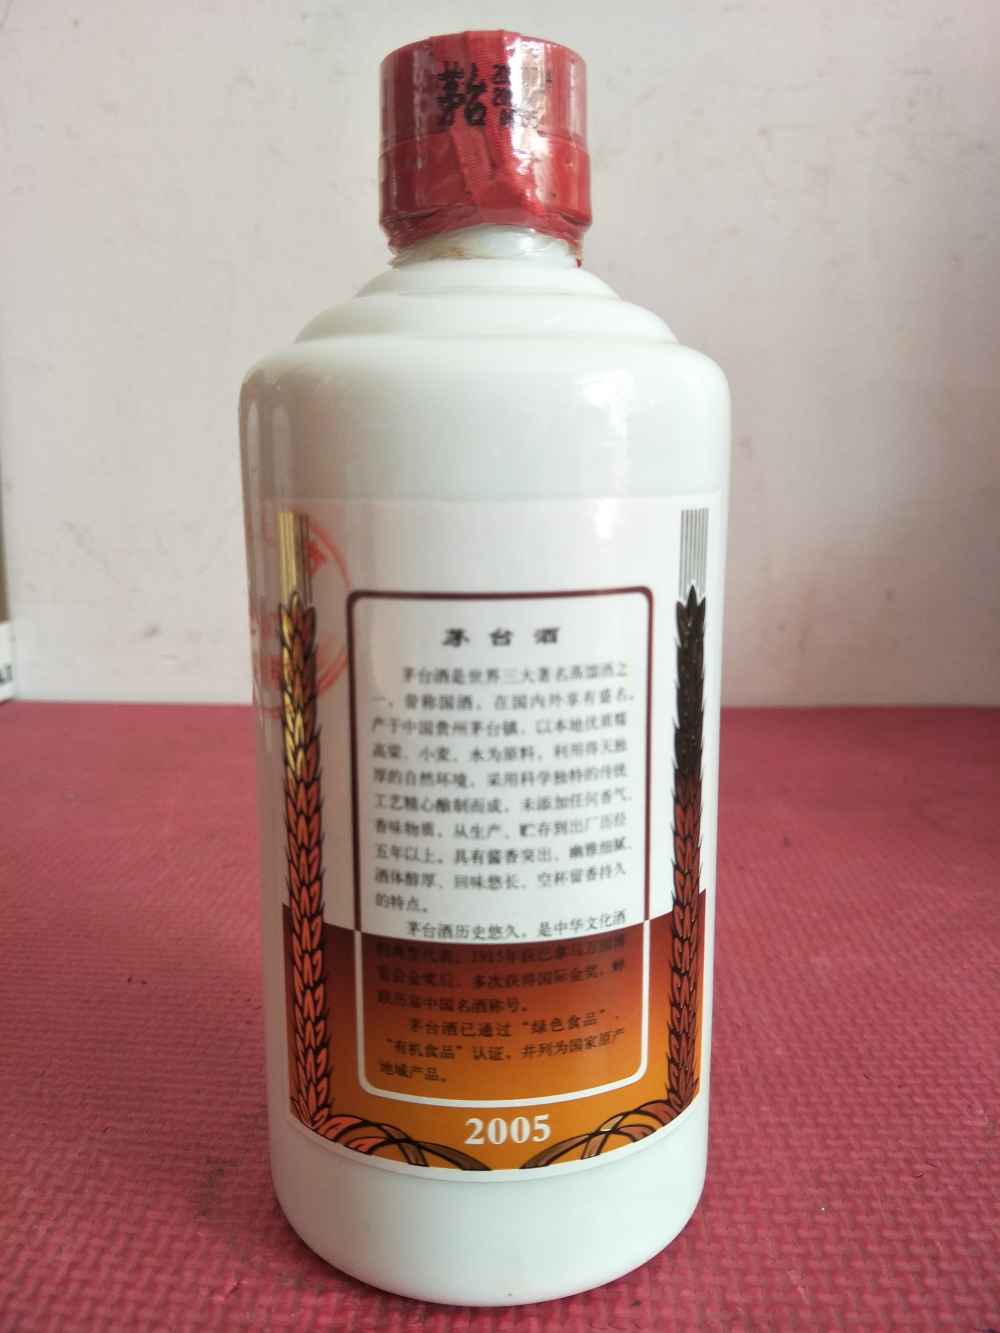 茅台
茅台酒
茅台酒是世界三大著名蒸馏酒之
一，誉称国酒，在国内外享有盛名。
产于中国贵州茅台镇，以本地优质糯
高粱、小麦、水为原料，利用得天独
厚的自然环境，采用科学独特的传统
工艺精心酿制而成，未添加任何香气、
香味物质。从生产、贮存到出厂历经
五年以上。具有酱香突出、幽雅细腻、
酒体醇厚、回味悠长、空杯留香持久
的特点。
茅台酒历史悠久，是中华文化酒
的典型代表，1915年获巴拿马万国博
览会金奖后，多次获得国际金奖，蝉
联历届中国名酒称号。
茅台酒已通过“绿色食品”、
“有机食品”认证，并列为国家原产
地域产品。
2005